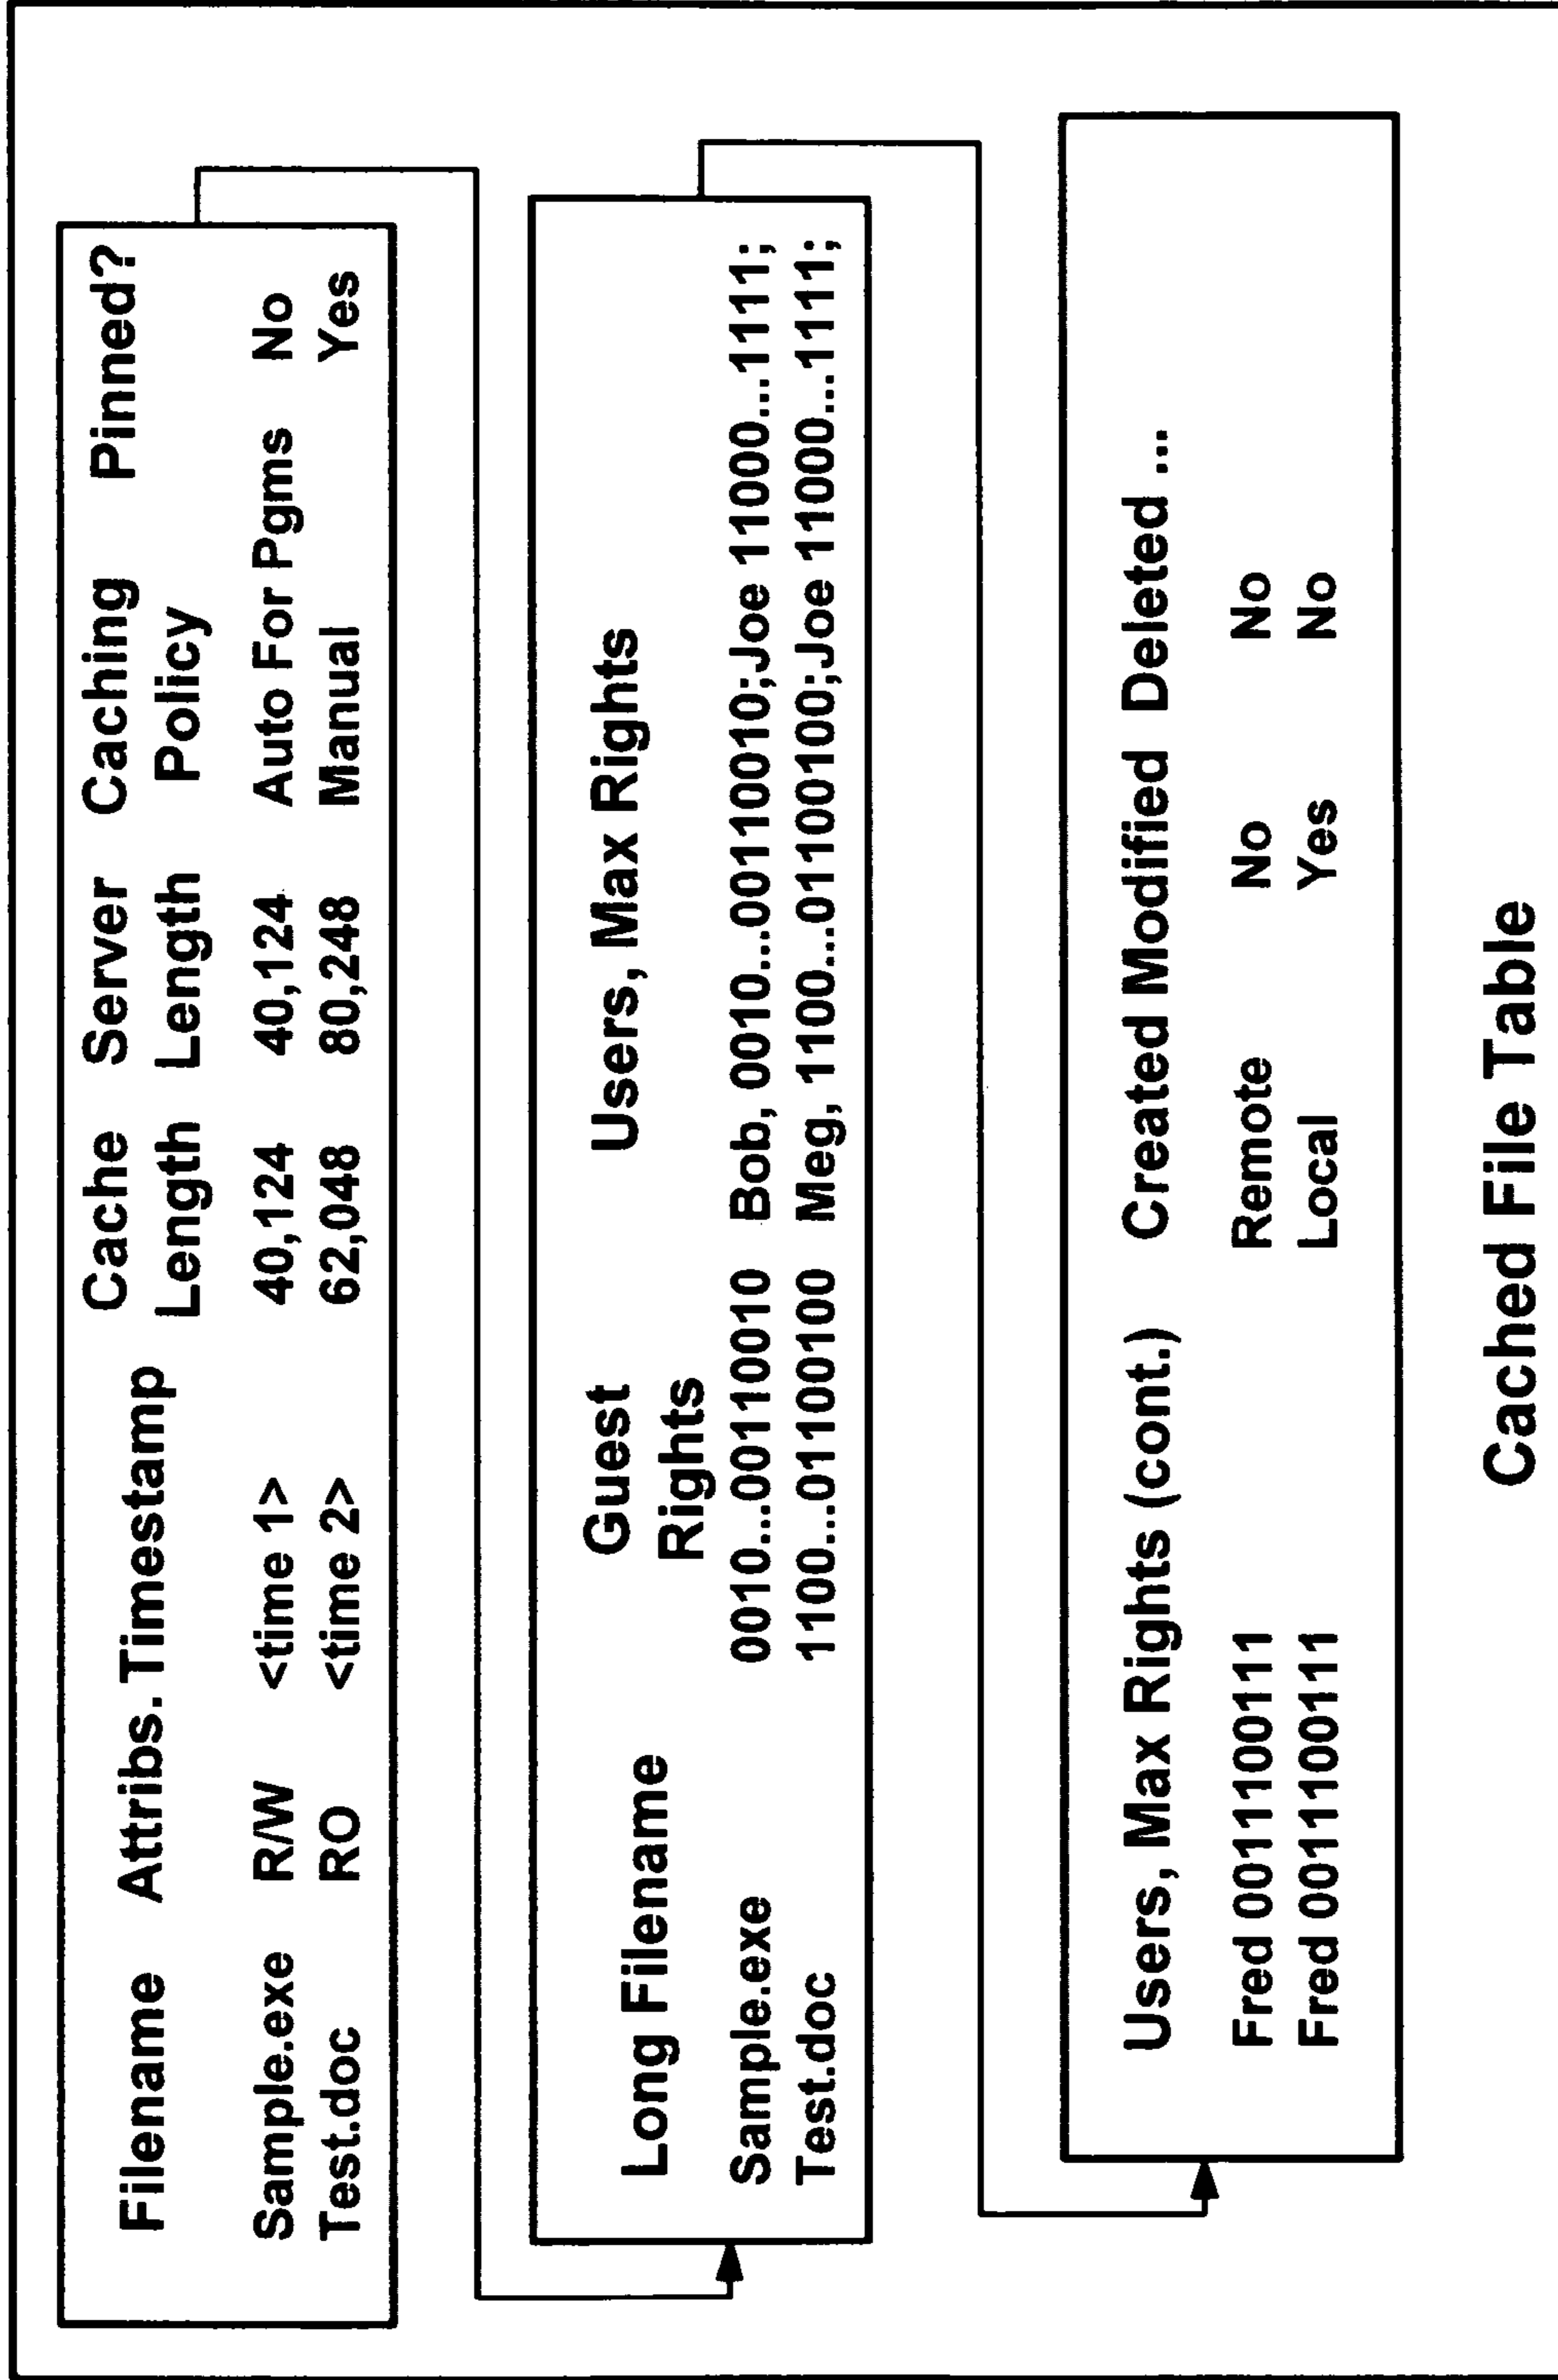 Filename Attribs. Timestamp Cache Server Caching Pinned?
Length Length Policy
Sample.exe R/W <time 1> 40,124 40,124 Auto For Pgms No
Test.doc RO <time 2> 62,048 80,248 Manual Yes
Long Filename Guest Users, Max Rights
Rights
Sample.exe 0010...00110010 Bob, 0010...00110010;Joe 11000...1111;
Test.doc 1100...01100100 Meg, 1100...01100100;Joe 11000...1111;
Users, Max Rights (cont.) Created Modified Deleted ...
Fred 00111100111 Remote No No
Fred 00111100111 Local Yes No
Cached File Table